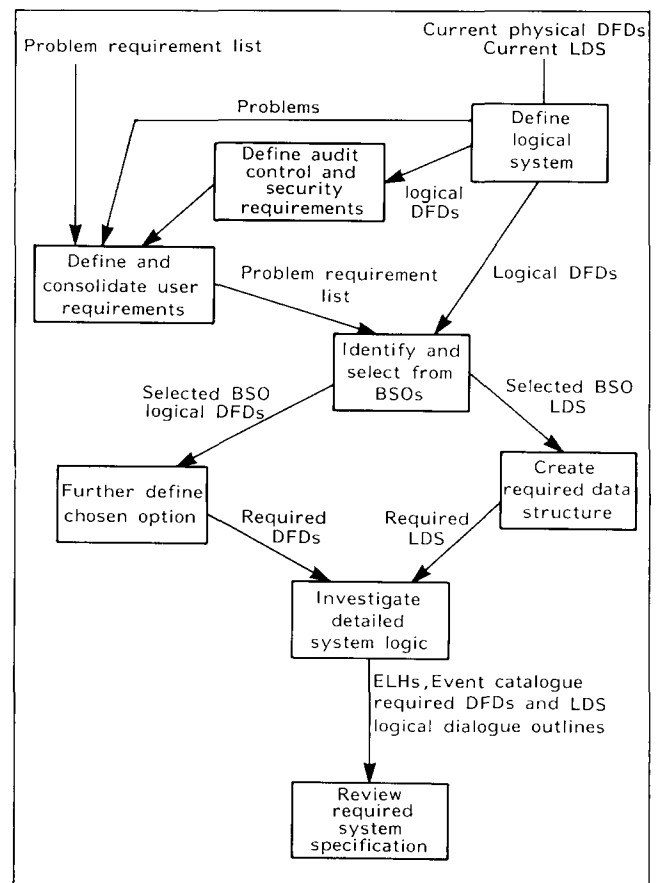 Current physical DFDs
Current LDS
Problem requirement list
Problems
Define
logical
system
Define audit
control and
security
requirements
logical
DFDs
Define and
consolidate user
requirements
Problem requirement
list
Logical DFDs
Identify and
select from
BSOs
Selected BSO
logical DFDs
Selected BSO
LDS
Further define
chosen option
Create
required data
structure
Required
DFDs
Required
LDS
Investigate
detailed
system logic
ELHs,Event catalogue
required DFDs and LDS
logical dialogue outlines
Review
required
system
specification